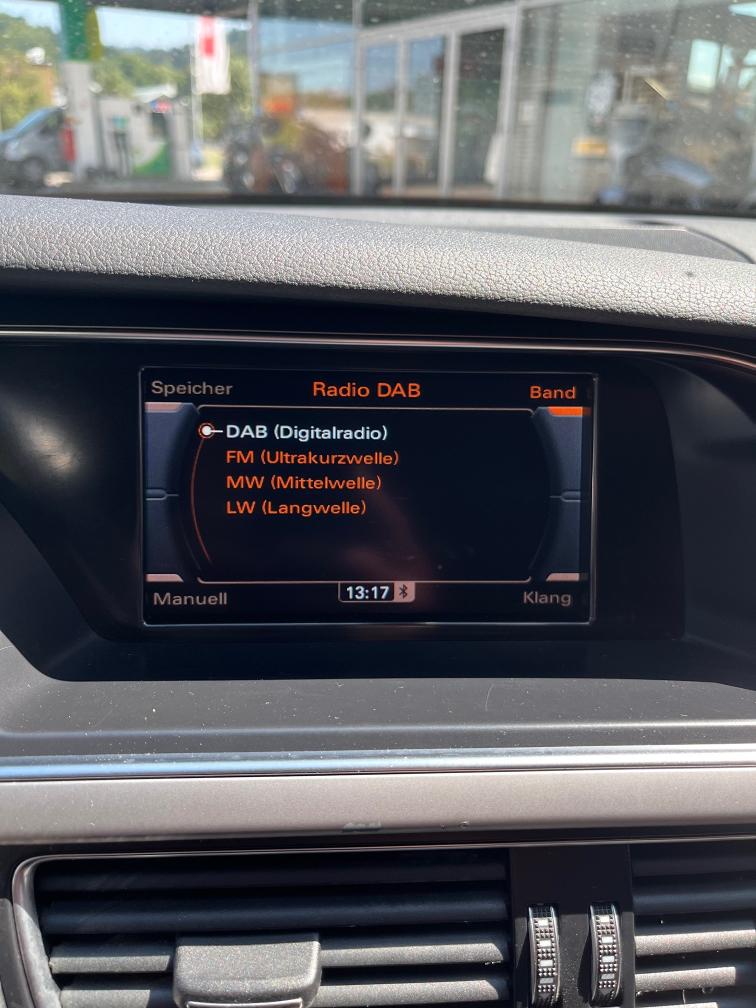 Speicher Radio DAB Band
DAB (Digitalradio)
FM (Ultrakurzwelle)
MW (Mittelwelle)
LW (Langwelle)
Manuell 13:17 Klang